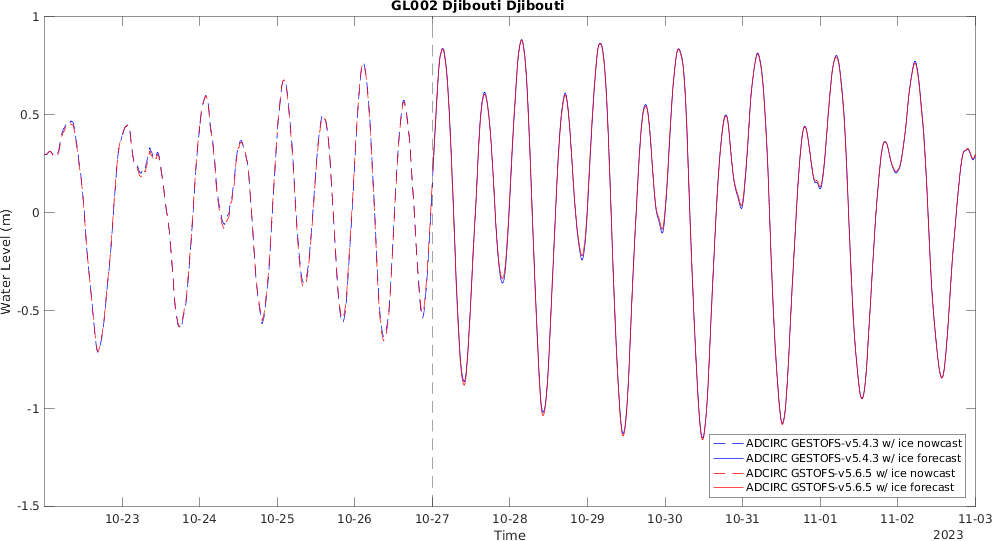 GL002 Djibouti Djibouti
1
0.5
0
-0.5
-1
-1.5
Water Level (m)
ADCIRC GESTOFS-v5.4.3 w/ ice nowcast
ADCIRC GESTOFS-v5.4.3 w/ ice forecast
ADCIRC GSTOFS-v5.6.5 w/ ice nowcast
ADCIRC GSTOFS-v5.6.5 w/ ice forecast
10-23 10-24 10-25 10-26 10-27 10-28 10-29 10-30 10-31 11-01 11-02 11-03
Time
2023